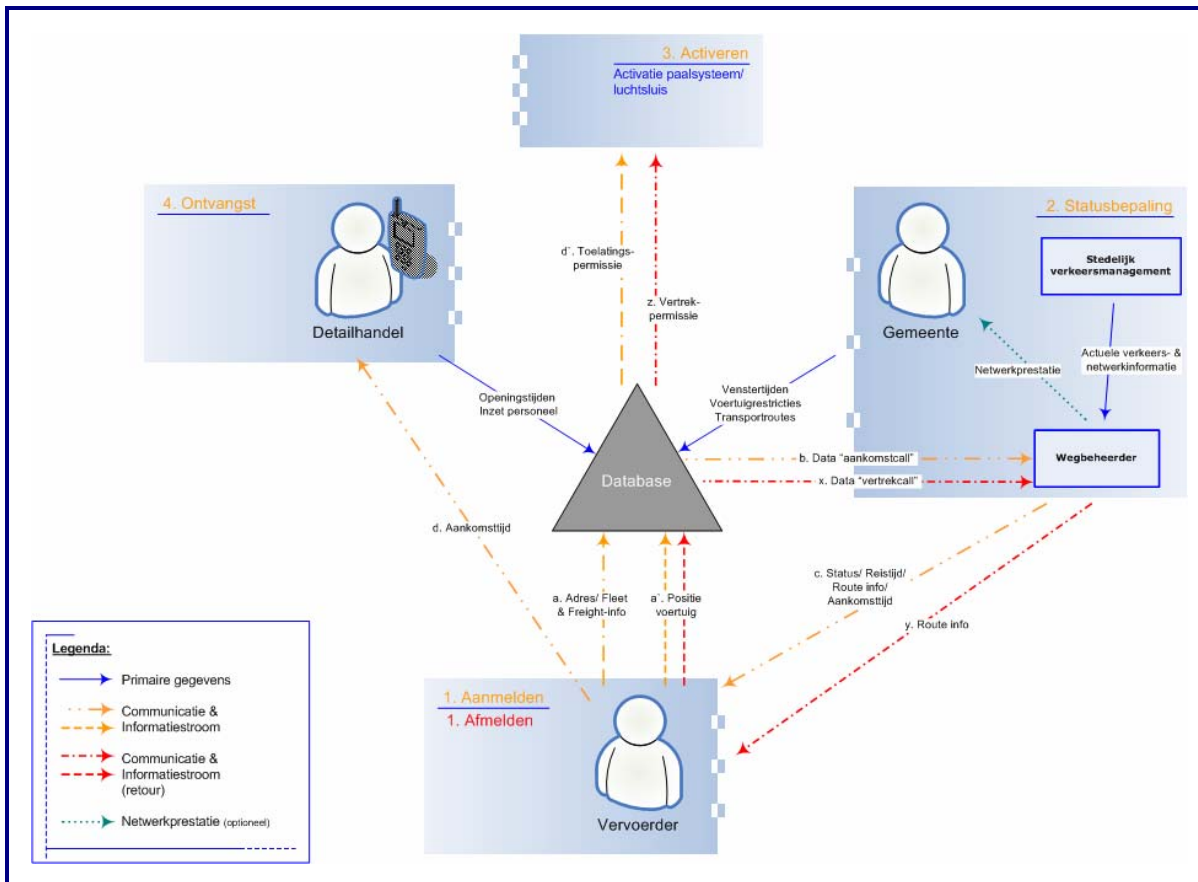 3. Activeren
Activatie paalsysteem/
luchtsluis
4. Ontvangst
Detailhandel
2. Statusbepaling
Stedelijk
verkeersmanagement
Gemeente
Actuele verkeers- &
netwerkinformatie
Netwerkprestatie
Wegbeheerder
d`. Toelatings-
permissie
z. Vertrek-
permissie
Openingstijden
Inzet personeel
Venstertijden
Voertuigrestricties
Transportroutes
b. Data “aankomstcall”
x. Data “vertrekcall”
Database
d. Aankomsttijd
c. Status/ Reistijd/
Route info/
Aankomsttijd
y. Route info
a. Adres/ Fleet
& Freight-info
a`. Positie
voertuig
1. Aanmelden
1. Afmelden
Vervoerder
Legenda:
Primaire gegevens
Communicatie &
Informatiestroom
Communicatie &
Informatiestroom
(retour)
Netwerkprestatie (optioneel)